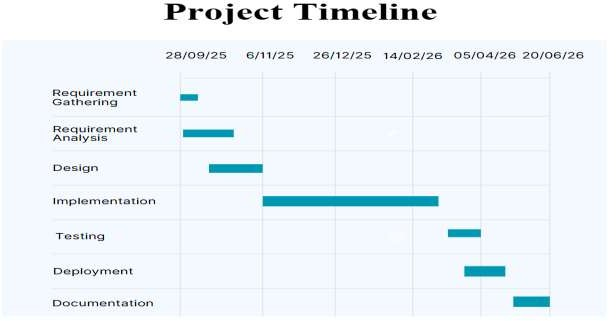 Project Timeline
28/09/25 6/11/25 26/12/25 14/02/26 05/04/26 20/06/26
Requirement
Gathering
Requirement
Analysis
Design
Implementation
Testing
Deployment
Documentation